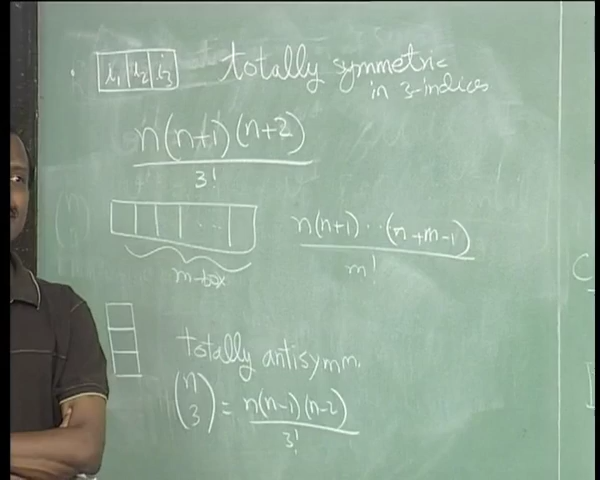 i₁ i₂ i₃ totally symmetric
in 3-indices
n(n+1)(n+2)
3!
... n(n+1)··(n+m-1)
m-box m!
totally antisymm.
(n 3) = n(n-1)(n-2)
3!